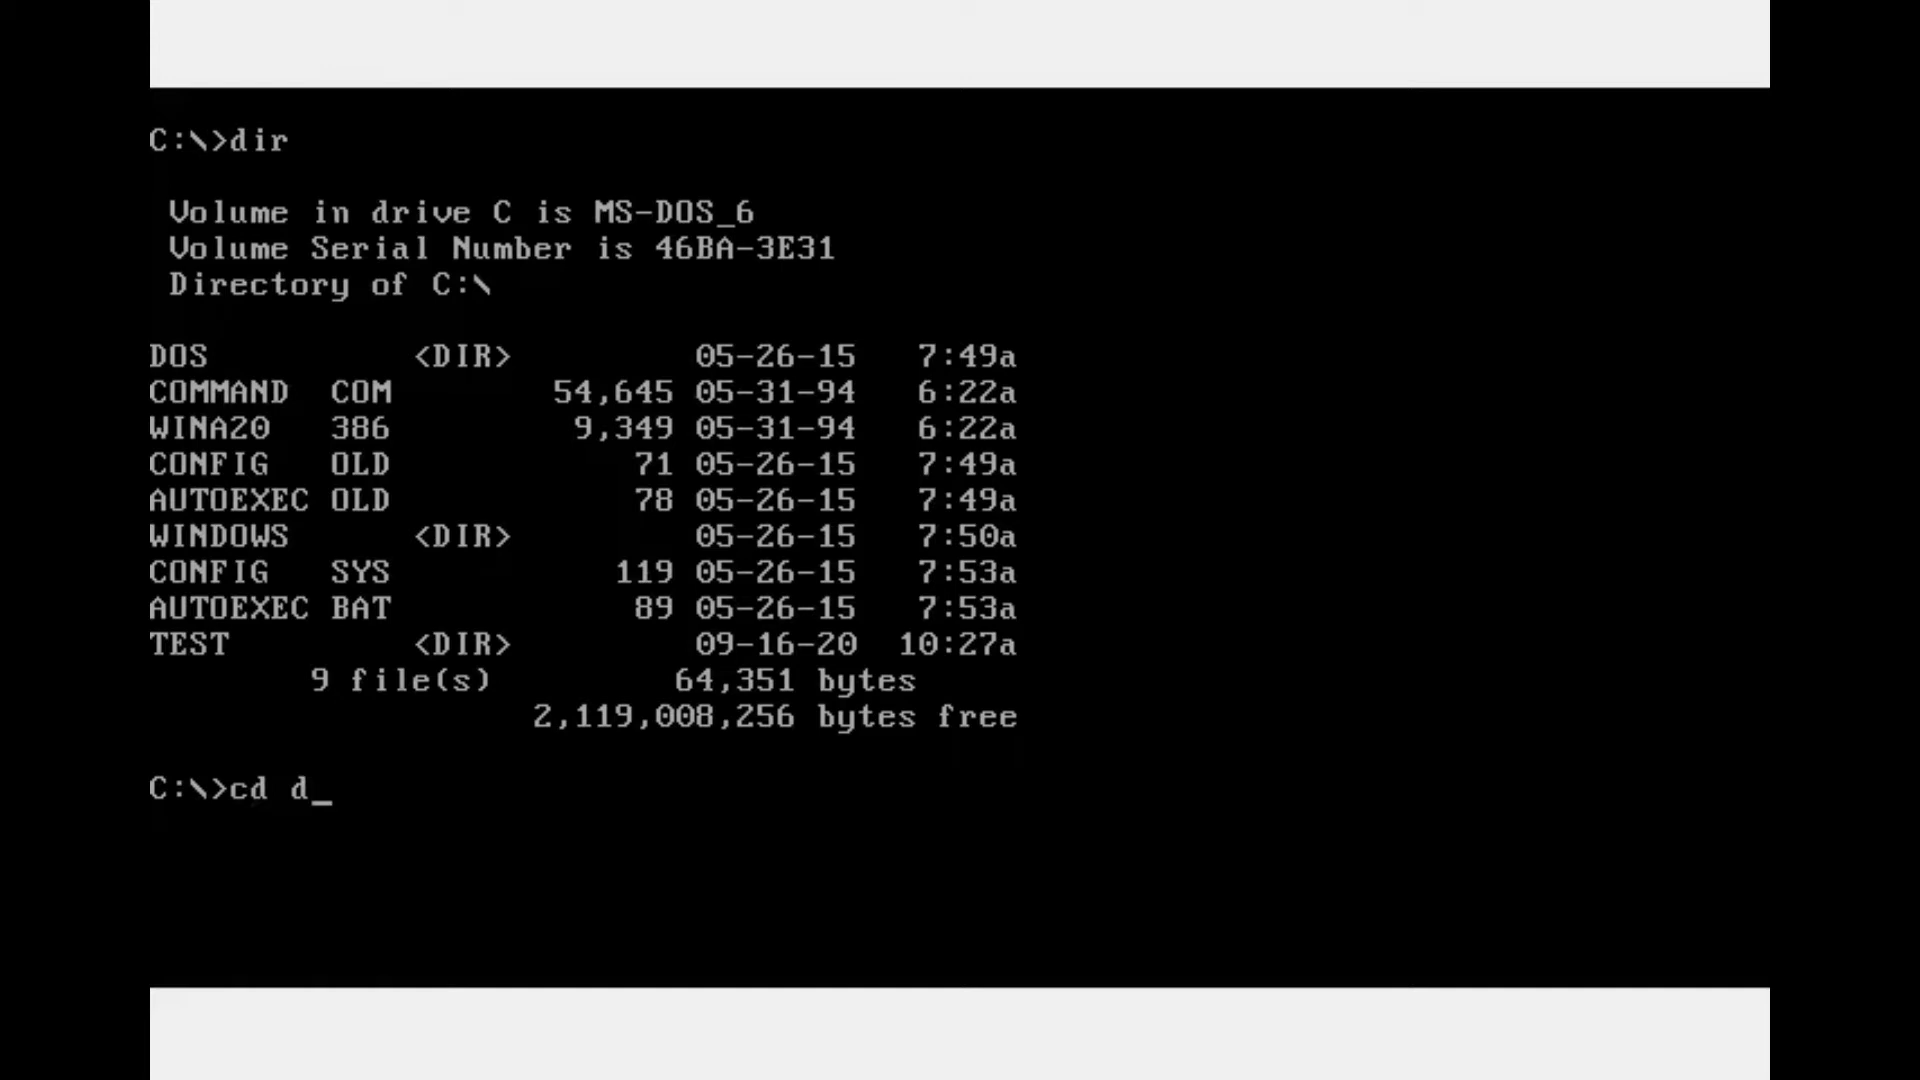 C:\>dir
Volume in drive C is MS-DOS_6
Volume Serial Number is 46BA-3E31
Directory of C:\
DOS <DIR> 05-26-15 7:49a
COMMAND COM 54,645 05-31-94 6:22a
WINA20 386 9,349 05-31-94 6:22a
CONFIG OLD 71 05-26-15 7:49a
AUTOEXEC OLD 78 05-26-15 7:49a
WINDOWS <DIR> 05-26-15 7:50a
CONFIG SYS 119 05-26-15 7:53a
AUTOEXEC BAT 89 05-26-15 7:53a
TEST <DIR> 09-16-20 10:27a
9 file(s) 64,351 bytes
2,119,008,256 bytes free
C:\>cd d_